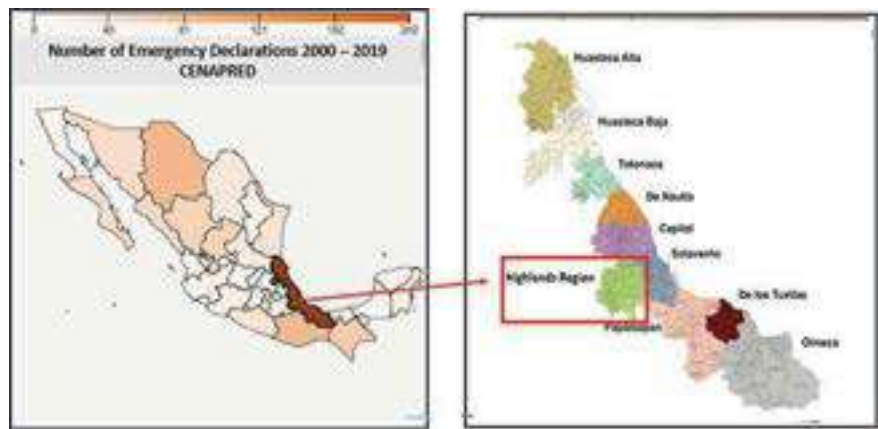 0
Number of Emergency Declarations 2000 – 2019
CENAPRED
Huasteca Alta
Huasteca Baja
Totonaca
De Nautla
Capital
Sotavento
Highlands Region
De los Tuxtlas
Papaloapan
Olmeca